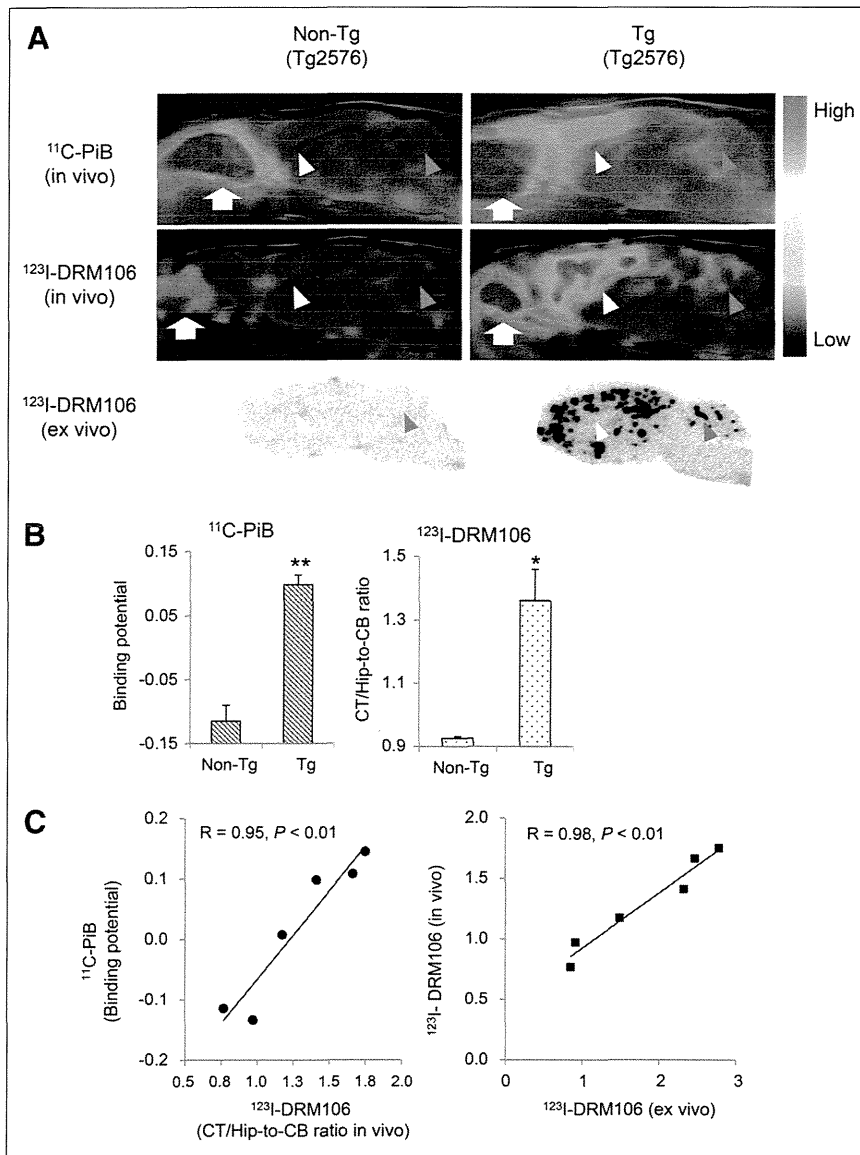 A
Non-Tg
(Tg2576)
Tg
(Tg2576)
¹¹C-PiB
(in vivo)
High
¹²³I-DRM106
(in vivo)
Low
¹²³I-DRM106
(ex vivo)
B
¹¹C-PiB
Binding potential
0.15
0.05
-0.05
-0.15
**
Non-Tg
Tg
¹²³I-DRM106
CT/Hip-to-CB ratio
1.5
1.3
1.1
0.9
*
Non-Tg
Tg
C
R = 0.95, P < 0.01
¹¹C-PiB
(Binding potential)
0.2
0.1
0.0
-0.1
-0.2
0.5 0.8 1.0 1.3 1.5 1.8 2.0
¹²³I-DRM106
(CT/Hip-to-CB ratio in vivo)
R = 0.98, P < 0.01
¹²³I- DRM106 (in vivo)
2.0
1.5
1.0
0.5
0.0
0 1 2 3
¹²³I-DRM106 (ex vivo)